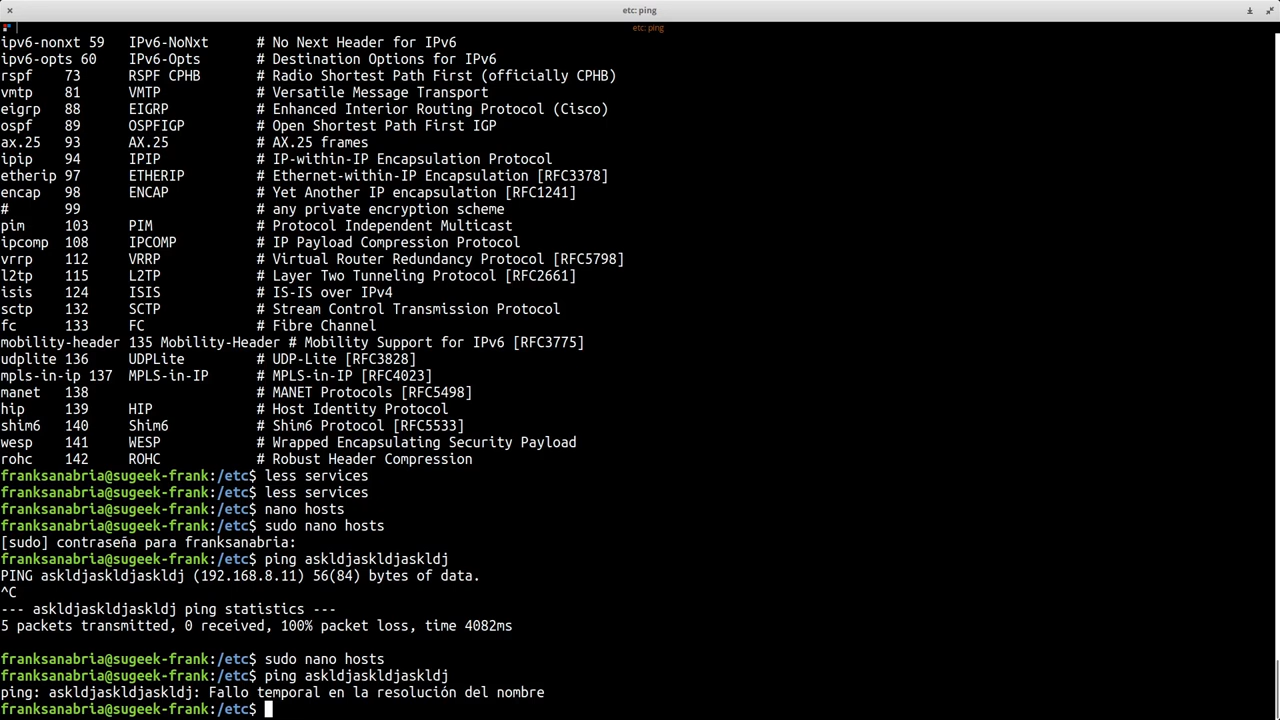 etc: ping
etc: ping
ipv6-nonxt 59 IPv6-NoNxt # No Next Header for IPv6
ipv6-opts 60 IPv6-Opts # Destination Options for IPv6
rspf 73 RSPF CPHB # Radio Shortest Path First (officially CPHB)
vmtp 81 VMTP # Versatile Message Transport
eigrp 88 EIGRP # Enhanced Interior Routing Protocol (Cisco)
ospf 89 OSPFIGP # Open Shortest Path First IGP
ax.25 93 AX.25 # AX.25 frames
ipip 94 IPIP # IP-within-IP Encapsulation Protocol
etherip 97 ETHERIP # Ethernet-within-IP Encapsulation [RFC3378]
encap 98 ENCAP # Yet Another IP encapsulation [RFC1241]
# 99 # any private encryption scheme
pim 103 PIM # Protocol Independent Multicast
ipcomp 108 IPCOMP # IP Payload Compression Protocol
vrrp 112 VRRP # Virtual Router Redundancy Protocol [RFC5798]
l2tp 115 L2TP # Layer Two Tunneling Protocol [RFC2661]
isis 124 ISIS # IS-IS over IPv4
sctp 132 SCTP # Stream Control Transmission Protocol
fc 133 FC # Fibre Channel
mobility-header 135 Mobility-Header # Mobility Support for IPv6 [RFC3775]
udplite 136 UDPLite # UDP-Lite [RFC3828]
mpls-in-ip 137 MPLS-in-IP # MPLS-in-IP [RFC4023]
manet 138 # MANET Protocols [RFC5498]
hip 139 HIP # Host Identity Protocol
shim6 140 Shim6 # Shim6 Protocol [RFC5533]
wesp 141 WESP # Wrapped Encapsulating Security Payload
rohc 142 ROHC # Robust Header Compression
franksanabria@sugeek-frank:/etc$ less services
franksanabria@sugeek-frank:/etc$ less services
franksanabria@sugeek-frank:/etc$ nano hosts
franksanabria@sugeek-frank:/etc$ sudo nano hosts
[sudo] contraseña para franksanabria:
franksanabria@sugeek-frank:/etc$ ping askldjaskldjaskldj
PING askldjaskldjaskldj (192.168.8.11) 56(84) bytes of data.
^C
--- askldjaskldjaskldj ping statistics ---
5 packets transmitted, 0 received, 100% packet loss, time 4082ms
franksanabria@sugeek-frank:/etc$ sudo nano hosts
franksanabria@sugeek-frank:/etc$ ping askldjaskldjaskldj
ping: askldjaskldjaskldj: Fallo temporal en la resolución del nombre
franksanabria@sugeek-frank:/etc$